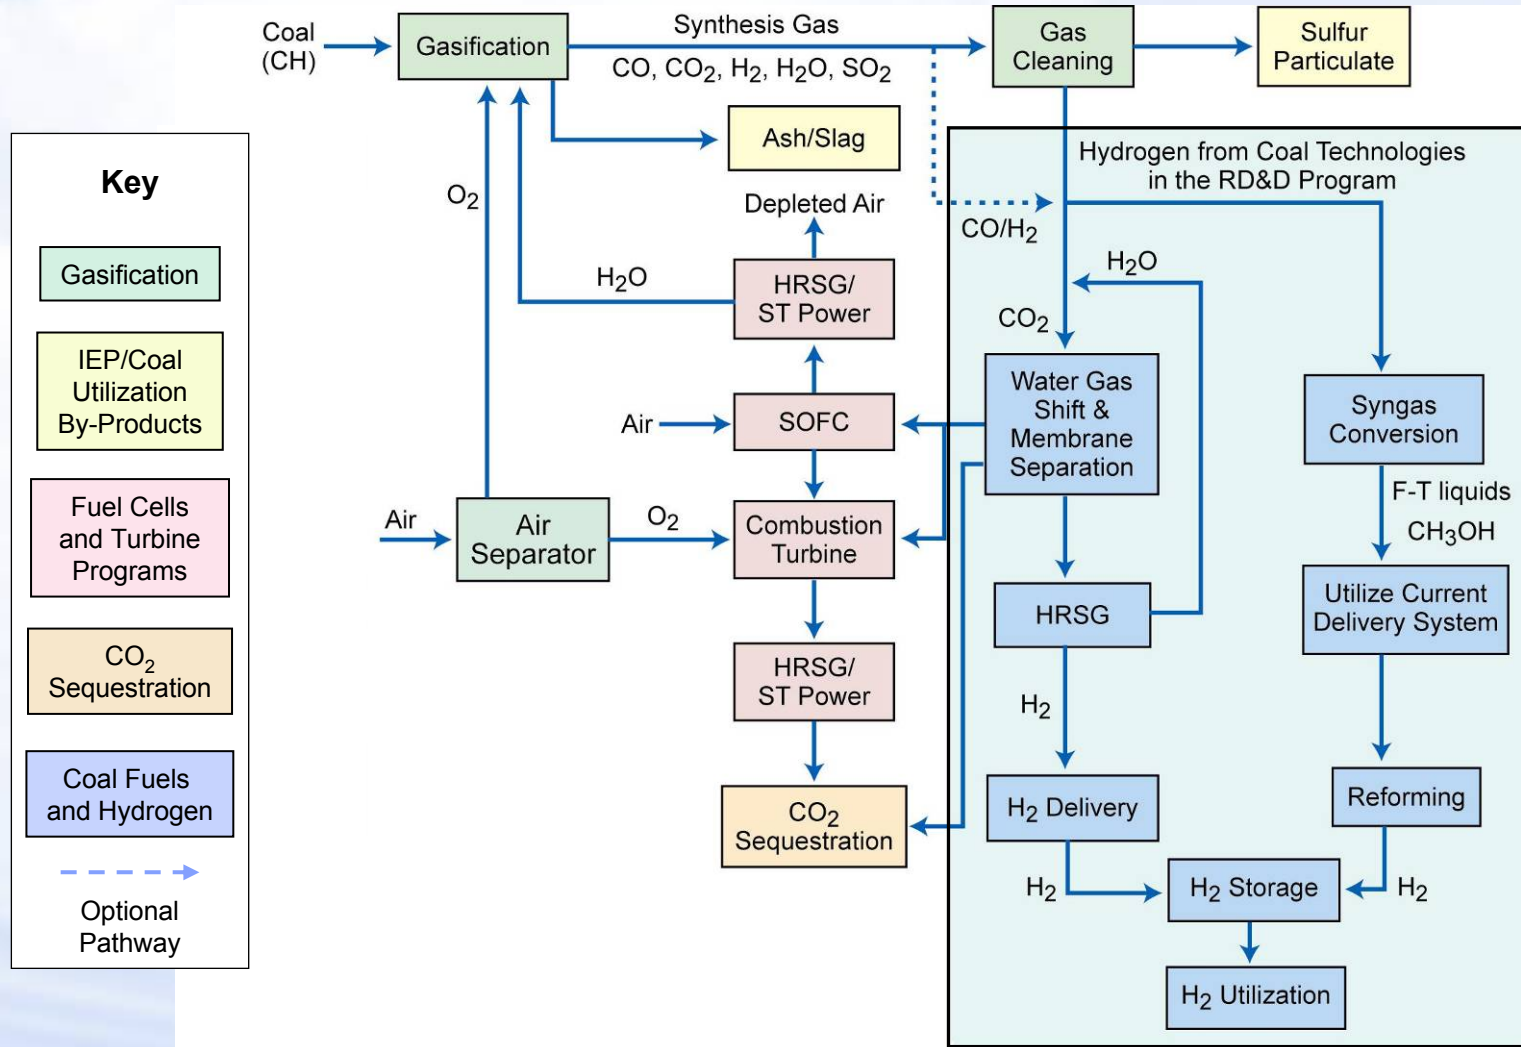 Coal
(CH)
Gasification
Synthesis Gas
CO, CO₂, H₂, H₂O, SO₂
Gas
Cleaning
Sulfur
Particulate
Ash/Slag
Key
Gasification
IEP/Coal
Utilization
By-Products
Fuel Cells
and Turbine
Programs
CO₂
Sequestration
Coal Fuels
and Hydrogen
Optional
Pathway
O₂
H₂O
Depleted Air
HRSG/
ST Power
Air
SOFC
Air
Air
Separator
O₂
Combustion
Turbine
HRSG/
ST Power
CO₂
Sequestration
Hydrogen from Coal Technologies
in the RD&D Program
CO/H₂
H₂O
CO₂
Water Gas
Shift &
Membrane
Separation
Syngas
Conversion
F-T liquids
CH₃OH
HRSG
Utilize Current
Delivery System
H₂
H₂ Delivery
Reforming
H₂
H₂ Storage
H₂
H₂ Utilization